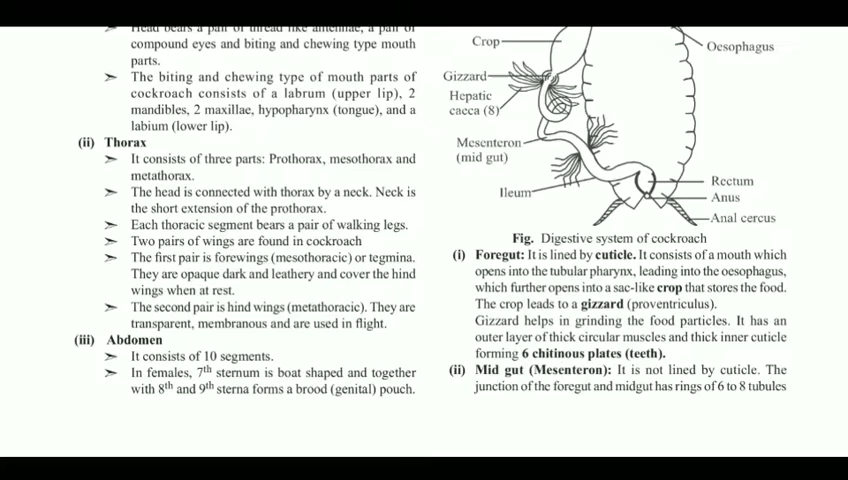 ➢ Head bears a pair of thread like antennae, a pair of
compound eyes and biting and chewing type mouth
parts.
➢ The biting and chewing type of mouth parts of
cockroach consists of a labrum (upper lip), 2
mandibles, 2 maxillae, hypopharynx (tongue), and a
labium (lower lip).
(ii) Thorax
➢ It consists of three parts: Prothorax, mesothorax and
metathorax.
➢ The head is connected with thorax by a neck. Neck is
the short extension of the prothorax.
➢ Each thoracic segment bears a pair of walking legs.
➢ Two pairs of wings are found in cockroach
➢ The first pair is forewings (mesothoracic) or tegmina.
They are opaque dark and leathery and cover the hind
wings when at rest.
➢ The second pair is hind wings (metathoracic). They are
transparent, membranous and are used in flight.
(iii) Abdomen
➢ It consists of 10 segments.
➢ In females, 7th sternum is boat shaped and together
with 8th and 9th sterna forms a brood (genital) pouch.
Crop
Oesophagus
Gizzard
Hepatic
caeca (8)
Mesenteron
(mid gut)
Ileum
Rectum
Anus
Anal cercus
Fig. Digestive system of cockroach
(i) Foregut: It is lined by cuticle. It consists of a mouth which
opens into the tubular pharynx, leading into the oesophagus,
which further opens into a sac-like crop that stores the food.
The crop leads to a gizzard (proventriculus).
Gizzard helps in grinding the food particles. It has an
outer layer of thick circular muscles and thick inner cuticle
forming 6 chitinous plates (teeth).
(ii) Mid gut (Mesenteron): It is not lined by cuticle. The
junction of the foregut and midgut has rings of 6 to 8 tubules